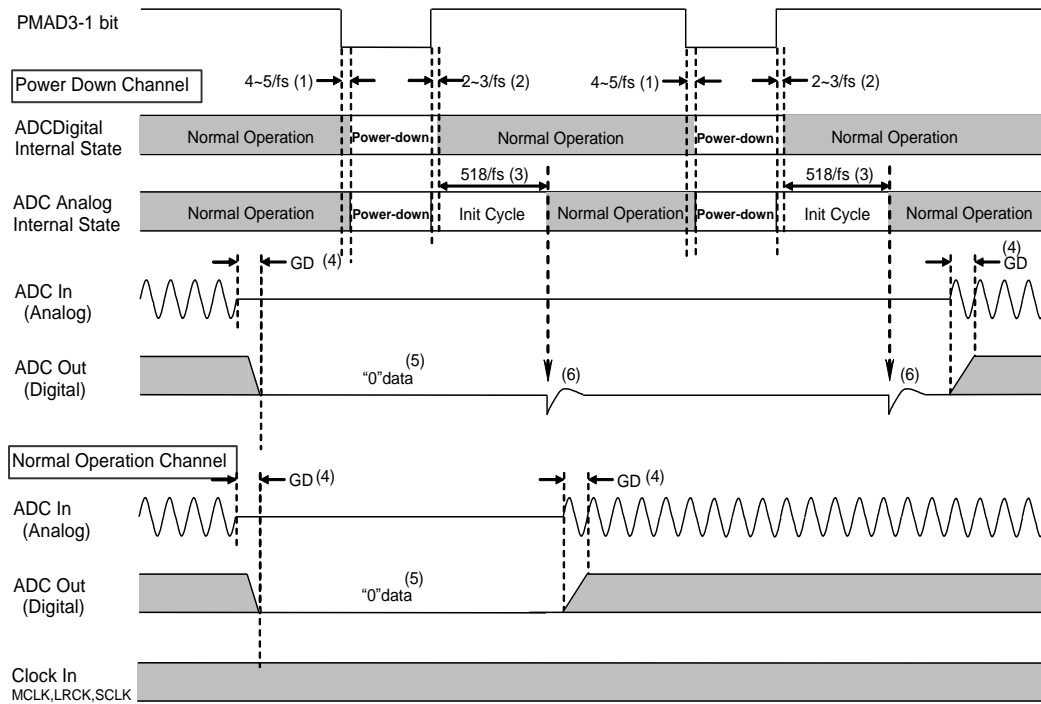 PMAD3-1 bit
4~5/fs (1)
2~3/fs (2)
4~5/fs (1)
2~3/fs (2)
Power Down Channel
ADCDigital
Internal State
Normal Operation
Power-down
Normal Operation
Power-down
Normal Operation
518/fs (3)
518/fs (3)
ADC Analog
Internal State
Normal Operation
Power-down
Init Cycle
Normal Operation
Power-down
Init Cycle
Normal Operation
GD (4)
(4)
GD
ADC In
(Analog)
ADC Out
(Digital)
(5)
“0”data
(6)
(6)
Normal Operation Channel
GD (4)
GD (4)
ADC In
(Analog)
ADC Out
(Digital)
(5)
“0”data
Clock In
MCLK,LRCK,SCLK